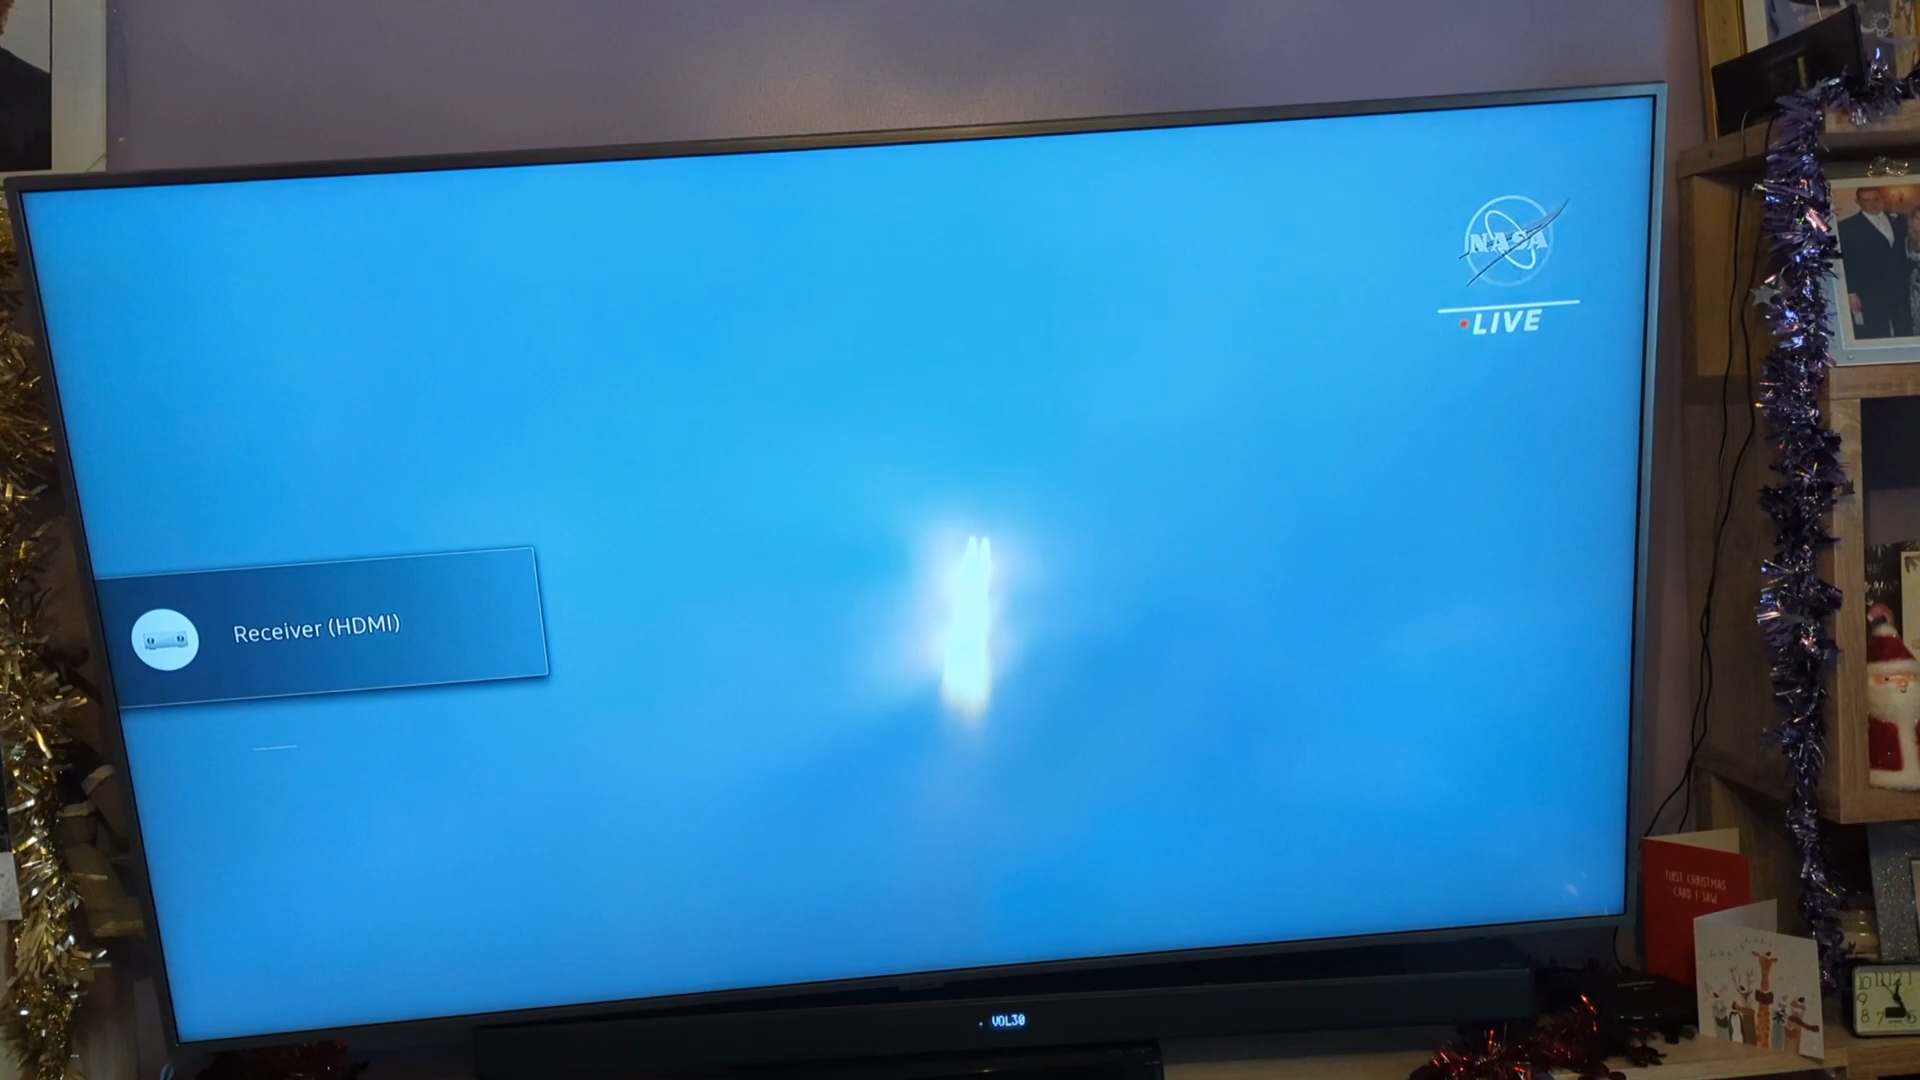 NASA
LIVE
Receiver (HDMI)
VOL30
FIRST CHRISTMAS
CARD I SAW